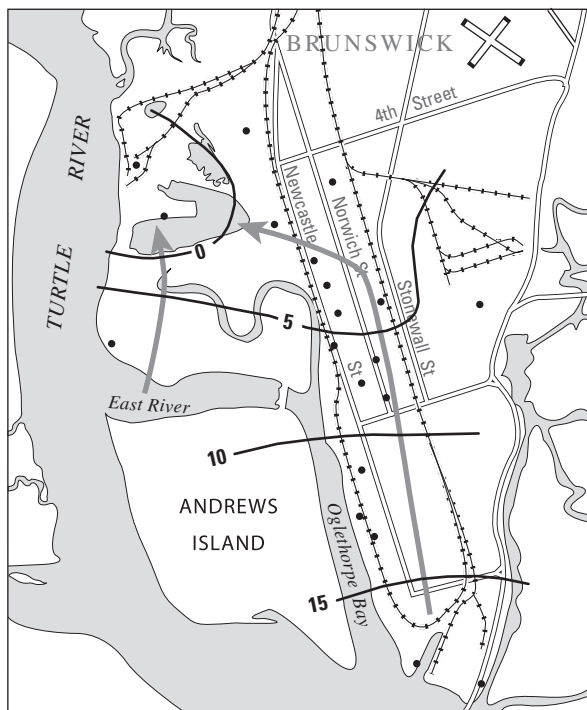 BRUNSWICK
4th Street
TURTLE RIVER
Newcastle St
Norwich St
Stonewall St
0
5
East River
10
ANDREWS
ISLAND
Oglethorpe Bay
15